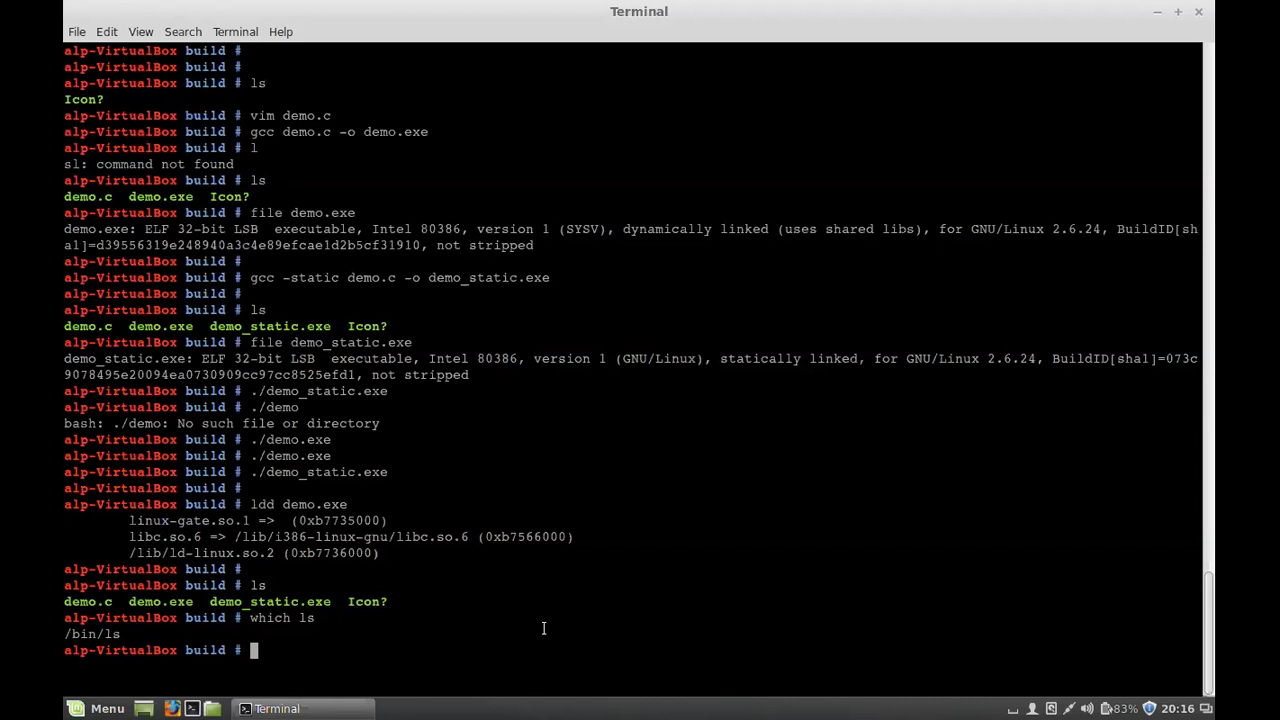 Terminal
File Edit View Search Terminal Help
alp-VirtualBox build #
alp-VirtualBox build #
alp-VirtualBox build # ls
Icon?
alp-VirtualBox build # vim demo.c
alp-VirtualBox build # gcc demo.c -o demo.exe
alp-VirtualBox build # l
sl: command not found
alp-VirtualBox build # ls
demo.c demo.exe Icon?
alp-VirtualBox build # file demo.exe
demo.exe: ELF 32-bit LSB executable, Intel 80386, version 1 (SYSV), dynamically linked (uses shared libs), for GNU/Linux 2.6.24, BuildID[sh
a1]=d39556319e248940a3c4e89efcae1d2b5cf31910, not stripped
alp-VirtualBox build #
alp-VirtualBox build # gcc -static demo.c -o demo_static.exe
alp-VirtualBox build #
alp-VirtualBox build # ls
demo.c demo.exe demo_static.exe Icon?
alp-VirtualBox build # file demo_static.exe
demo_static.exe: ELF 32-bit LSB executable, Intel 80386, version 1 (GNU/Linux), statically linked, for GNU/Linux 2.6.24, BuildID[sha1]=073c
9078495e20094ea0730909cc97cc8525efd1, not stripped
alp-VirtualBox build # ./demo_static.exe
alp-VirtualBox build # ./demo
bash: ./demo: No such file or directory
alp-VirtualBox build # ./demo.exe
alp-VirtualBox build # ./demo.exe
alp-VirtualBox build # ./demo_static.exe
alp-VirtualBox build #
alp-VirtualBox build # ldd demo.exe
linux-gate.so.1 => (0xb7735000)
libc.so.6 => /lib/i386-linux-gnu/libc.so.6 (0xb7566000)
/lib/ld-linux.so.2 (0xb7736000)
alp-VirtualBox build #
alp-VirtualBox build # ls
demo.c demo.exe demo_static.exe Icon?
alp-VirtualBox build # which ls
/bin/ls
alp-VirtualBox build #
Menu Terminal 83% 20:16